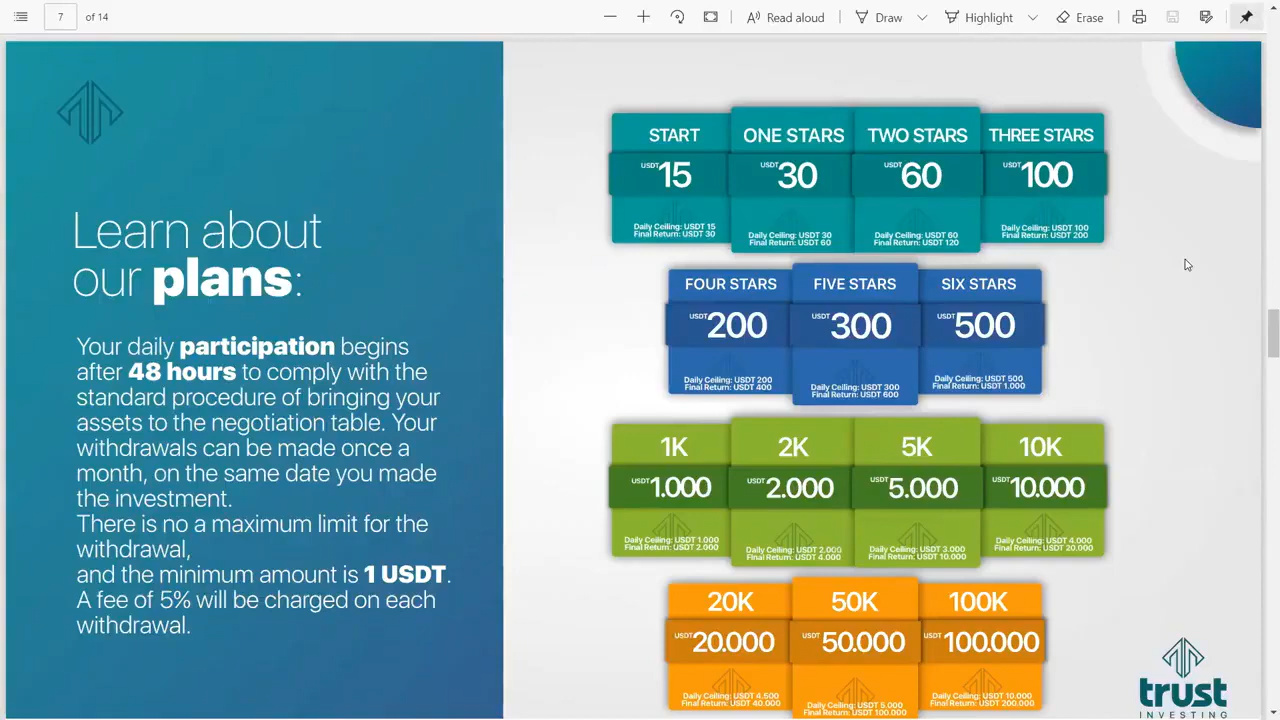 7 of 14
Read aloud
Draw
Highlight
Erase
Learn about
our plans:
Your daily participation begins
after 48 hours to comply with the
standard procedure of bringing your
assets to the negotiation table. Your
withdrawals can be made once a
month, on the same date you made
the investment.
There is no a maximum limit for the
withdrawal,
and the minimum amount is 1 USDT.
A fee of 5% will be charged on each
withdrawal.
START
USDT 15
Daily Ceiling: USDT 15
Final Return: USDT 30
ONE STARS
USDT 30
Daily Ceiling: USDT 30
Final Return: USDT 60
TWO STARS
USDT 60
Daily Ceiling: USDT 60
Final Return: USDT 120
THREE STARS
USDT 100
Daily Ceiling: USDT 100
Final Return: USDT 200
FOUR STARS
USDT 200
Daily Ceiling: USDT 200
Final Return: USDT 400
FIVE STARS
USDT 300
Daily Ceiling: USDT 300
Final Return: USDT 600
SIX STARS
USDT 500
Daily Ceiling: USDT 500
Final Return: USDT 1.000
1K
USDT 1.000
Daily Ceiling: USDT 1.000
Final Return: USDT 2.000
2K
USDT 2.000
Daily Ceiling: USDT 2.000
Final Return: USDT 4.000
5K
USDT 5.000
Daily Ceiling: USDT 3.000
Final Return: USDT 10.000
10K
USDT 10.000
Daily Ceiling: USDT 4.000
Final Return: USDT 20.000
20K
USDT 20.000
Daily Ceiling: USDT 4.500
Final Return: USDT 40.000
50K
USDT 50.000
Daily Ceiling: USDT 5.000
Final Return: USDT 100.000
100K
USDT 100.000
Daily Ceiling: USDT 10.000
Final Return: USDT 200.000
trust
INVESTING